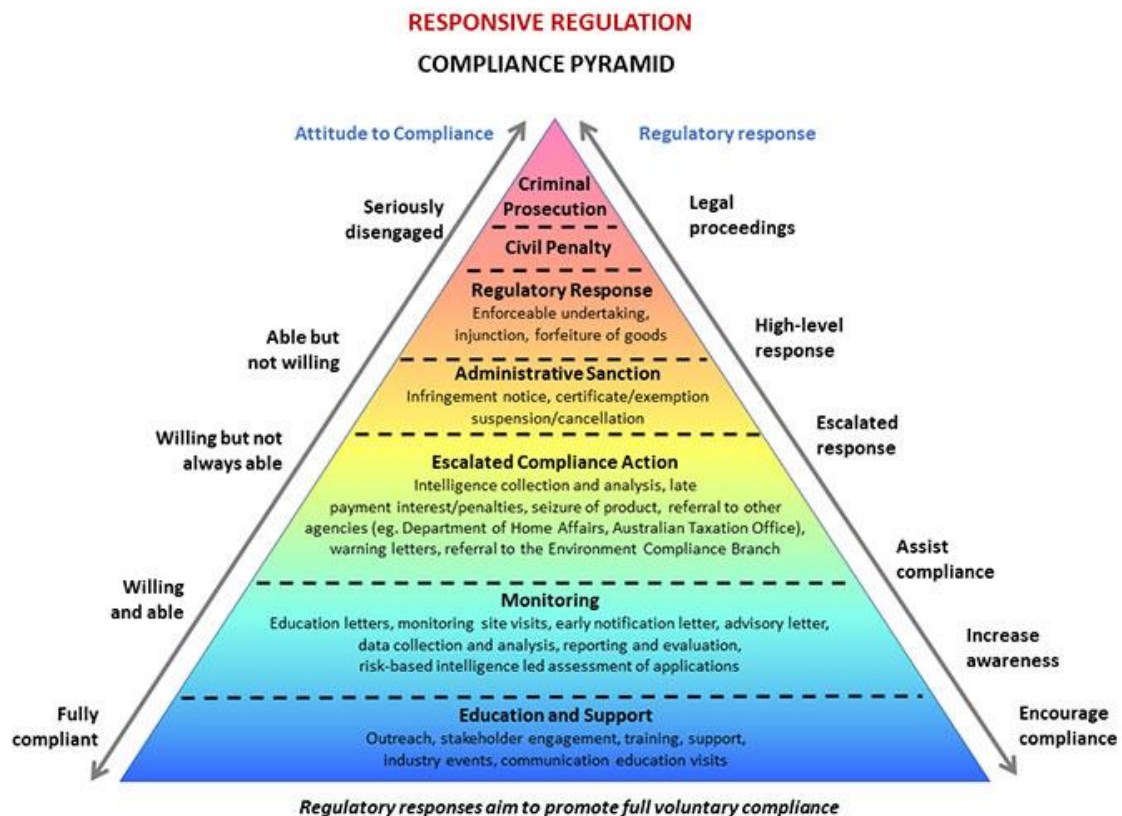 RESPONSIVE REGULATION
COMPLIANCE PYRAMID
Attitude to Compliance
Regulatory response
Seriously
disengaged
Able but
not willing
Willing but not
always able
Willing
and able
Fully
compliant
Criminal
Prosecution
Civil Penalty
Regulatory Response
Enforceable undertaking,
injunction, forfeiture of goods
Administrative Sanction
Infringement notice, certificate/exemption
suspension/cancellation
Escalated Compliance Action
Intelligence collection and analysis, late
payment interest/penalties, seizure of product, referral to other
agencies (eg. Department of Home Affairs, Australian Taxation Office),
warning letters, referral to the Environment Compliance Branch
Monitoring
Education letters, monitoring site visits, early notification letter, advisory letter,
data collection and analysis, reporting and evaluation,
risk-based intelligence led assessment of applications
Education and Support
Outreach, stakeholder engagement, training, support,
industry events, communication education visits
Legal
proceedings
High-level
response
Escalated
response
Assist
compliance
Increase
awareness
Encourage
compliance
Regulatory responses aim to promote full voluntary compliance